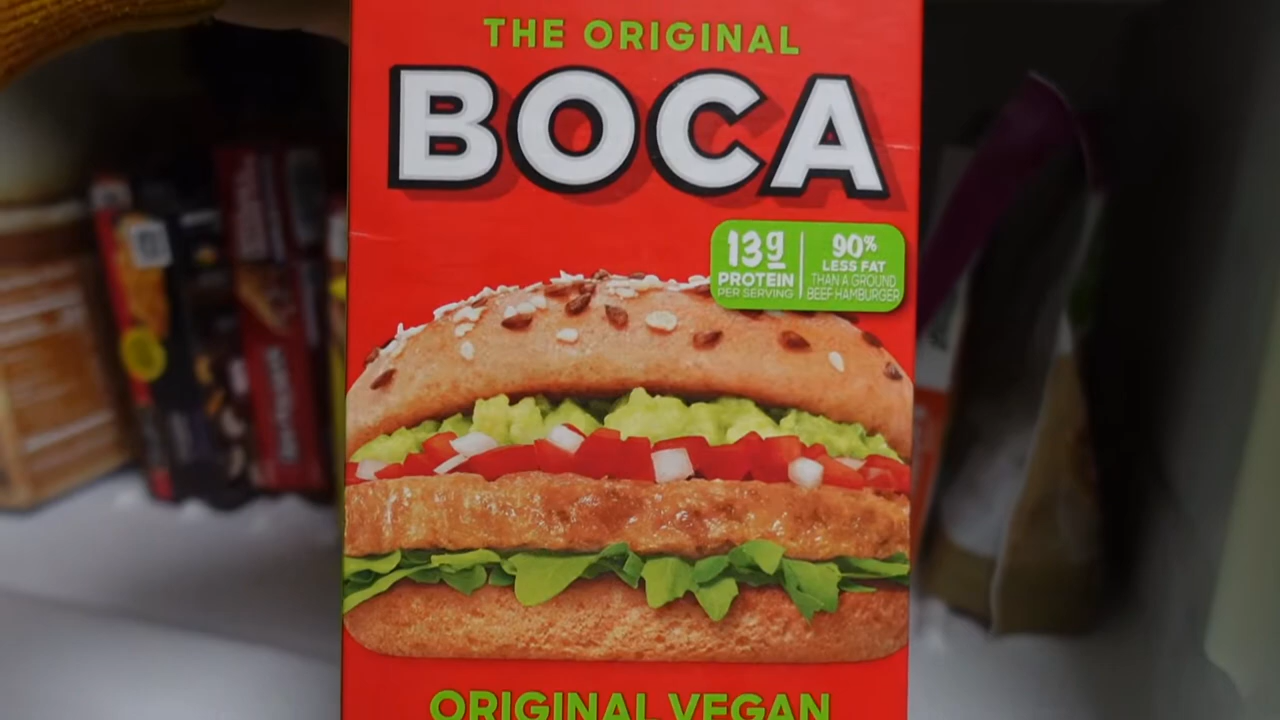 THE ORIGINAL
BOCA
13g
PROTEIN
PER SERVING
90%
LESS FAT
THAN A GROUND
BEEF HAMBURGER
ORIGINAL VEGAN